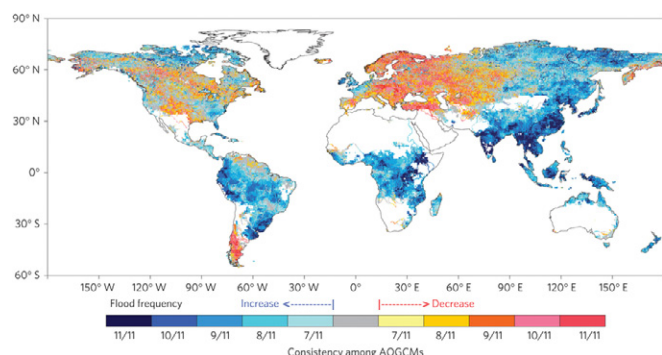 90° N
60° N
30° N
0°
30° S
60° S
150° W 120° W 90° W 60° W 30° W 0° 30° E 60° E 90° E 120° E 150° E
Flood frequency Increase Decrease
11/11 10/11 9/11 8/11 7/11 7/11 8/11 9/11 10/11 11/11
Consistency among AOGCMs